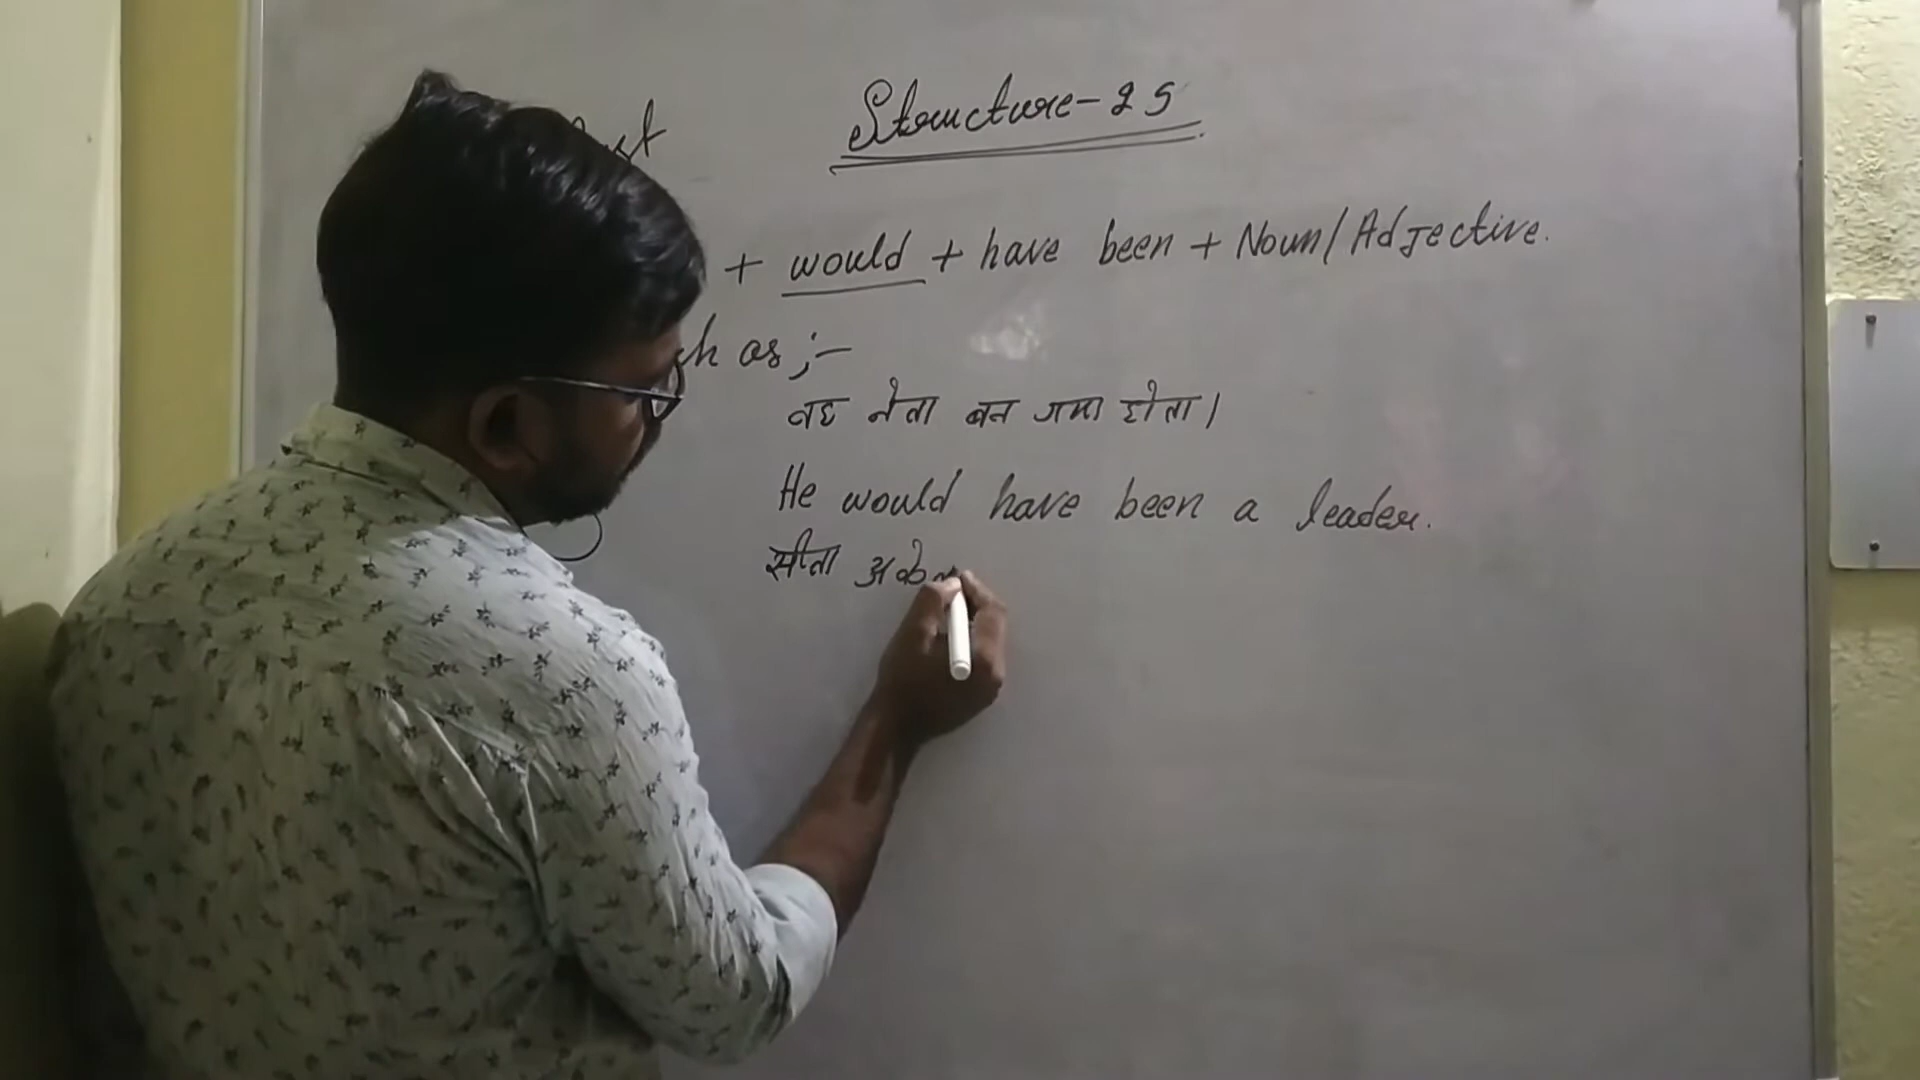 Structure-25
+ would + have been + Noun/Adjective.
as ;-
वह नेता बन गया होता।
He would have been a leader.
सीता